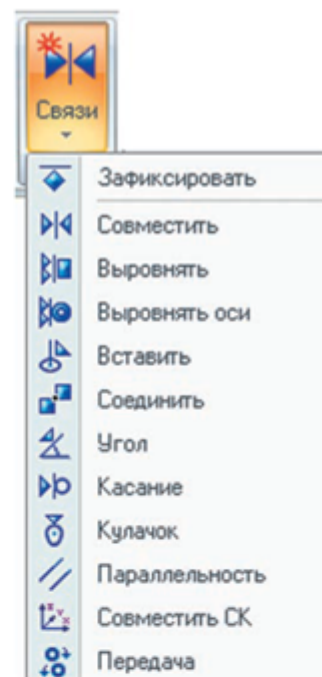 Связи
Зафиксировать
Совместить
Выровнять
Выровнять оси
Вставить
Соединить
Угол
Касание
Кулачок
Параллельность
Совместить СК
Передача